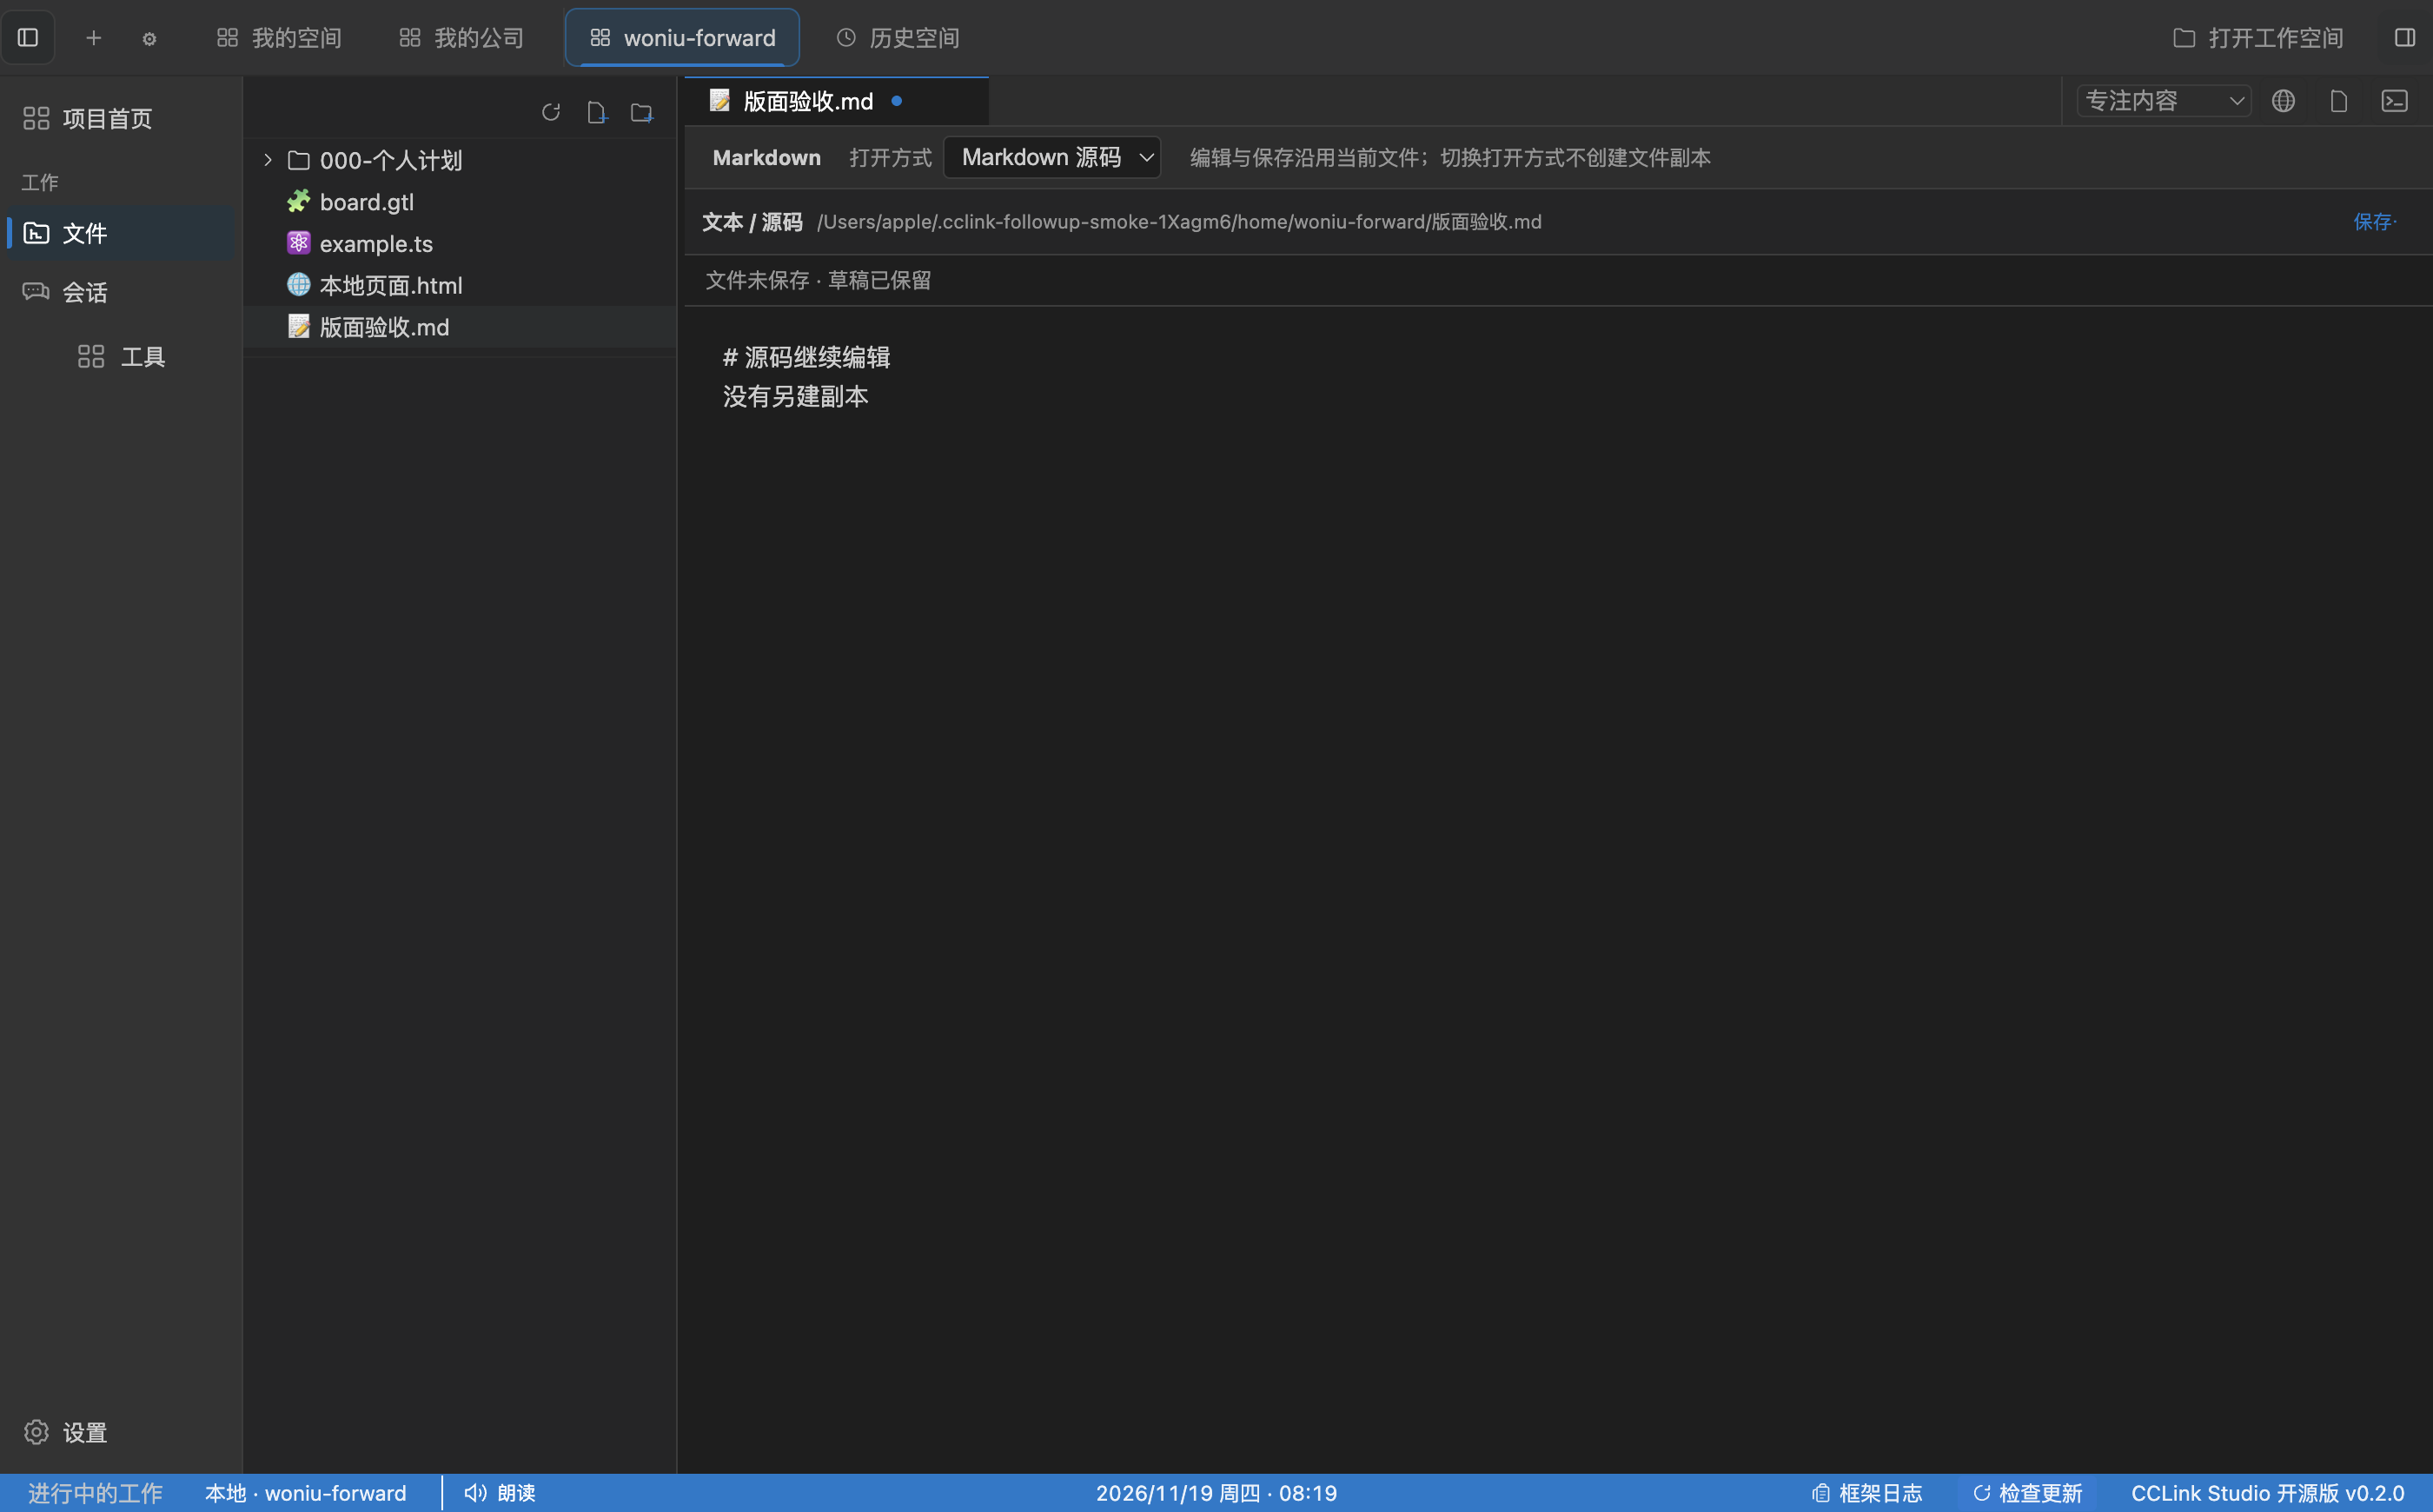 我的空间
我的公司
woniu-forward
历史空间
打开工作空间
项目首页
工作
文件
会话
工具
设置
000-个人计划
board.gtl
example.ts
本地页面.html
版面验收.md
版面验收.md
专注内容
Markdown 打开方式 Markdown 源码 编辑与保存沿用当前文件；切换打开方式不创建文件副本
文本 / 源码 /Users/apple/.cclink-followup-smoke-1Xagm6/home/woniu-forward/版面验收.md 保存·
文件未保存 · 草稿已保留
# 源码继续编辑
没有另建副本
进行中的工作 本地 · woniu-forward 朗读 2026/11/19 周四 · 08:19 框架日志 检查更新 CCLink Studio 开源版 v0.2.0